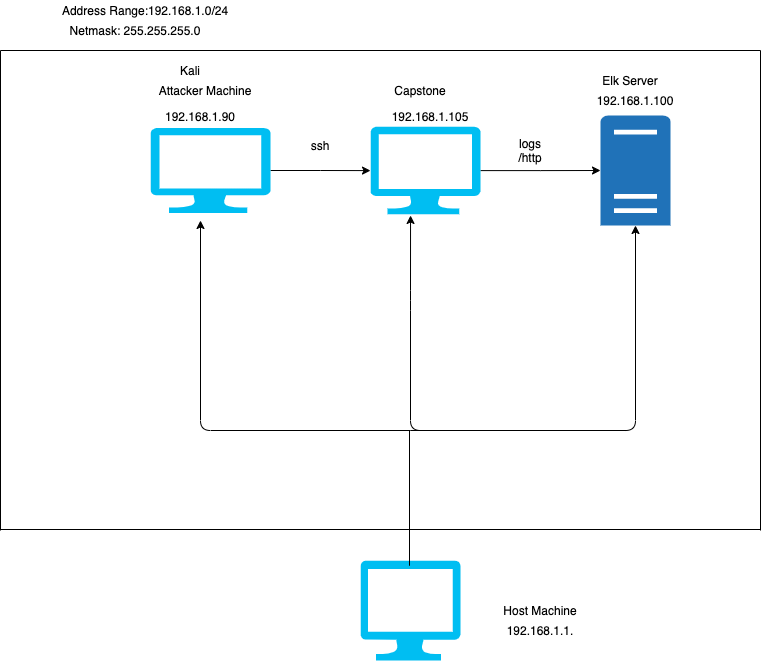 Address Range:192.168.1.0/24
Netmask: 255.255.255.0
Kali
Attacker Machine
192.168.1.90
Capstone
192.168.1.105
Elk Server
192.168.1.100
ssh
logs
/http
Host Machine
192.168.1.1.